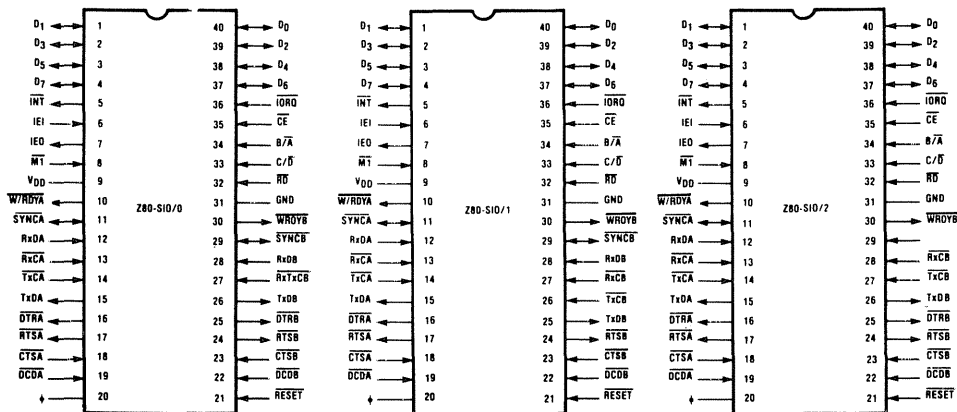 D1 1 40 D0 D1 1 40 D0 D1 1 40 D0
D3 2 39 D2 D3 2 39 D2 D3 2 39 D2
D5 3 38 D4 D5 3 38 D4 D5 3 38 D4
D7 4 37 D6 D7 4 37 D6 D7 4 37 D6
INT 5 36 IORQ INT 5 36 IORQ INT 5 36 IORQ
IEI 6 35 CE IEI 6 35 CE IEI 6 35 CE
IEO 7 34 B/A IEO 7 34 B/A IEO 7 34 B/A
M1 8 33 C/D M1 8 33 C/D M1 8 33 C/D
VDD 9 32 RD VDD 9 32 RD VDD 9 32 RD
W/RDYA 10 Z80-SIO/0 31 GND W/RDYA 10 Z80-SIO/1 31 GND W/RDYA 10 Z80-SIO/2 31 GND
SYNCA 11 30 WRDYB SYNCA 11 30 WRDYB SYNCA 11 30 WRDYB
RxDA 12 29 SYNCB RxDA 12 29 SYNCB RxDA 12 29
RxCA 13 28 RxDB RxCA 13 28 RxDB RxCA 13 28 RxCB
TxCA 14 27 RxTxCB TxCA 14 27 RxCB TxCA 14 27 TxCB
TxDA 15 26 TxDB TxDA 15 26 TxCB TxDA 15 26 TxDB
DTRA 16 25 DTRB DTRA 16 25 TxDB DTRA 16 25 DTRB
RTSA 17 24 RTSB RTSA 17 24 RTSB RTSA 17 24 RTSB
CTSA 18 23 CTSB CTSA 18 23 CTSB CTSA 18 23 CTSB
DCDA 19 22 DCDB DCDA 19 22 DCDB DCDA 19 22 DCDB
ϕ 20 21 RESET ϕ 20 21 RESET ϕ 20 21 RESET